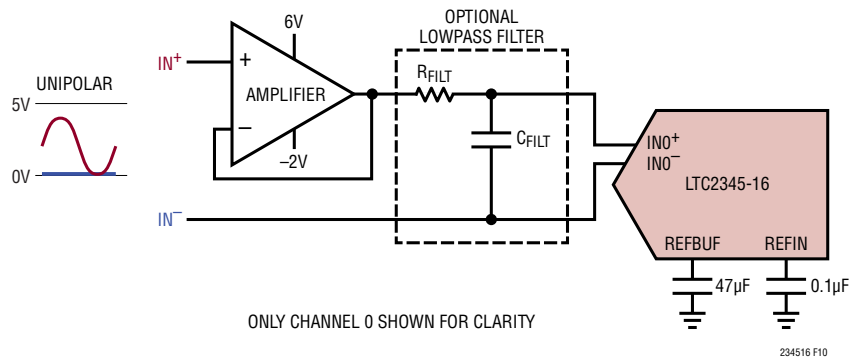 OPTIONAL
LOWPASS FILTER
6V
IN+
+
AMPLIFIER
–
–2V
RFILT
CFILT
UNIPOLAR
5V
0V
IN–
IN0+
IN0–
LTC2345-16
REFBUF
REFIN
47µF
0.1µF
ONLY CHANNEL 0 SHOWN FOR CLARITY
234516 F10